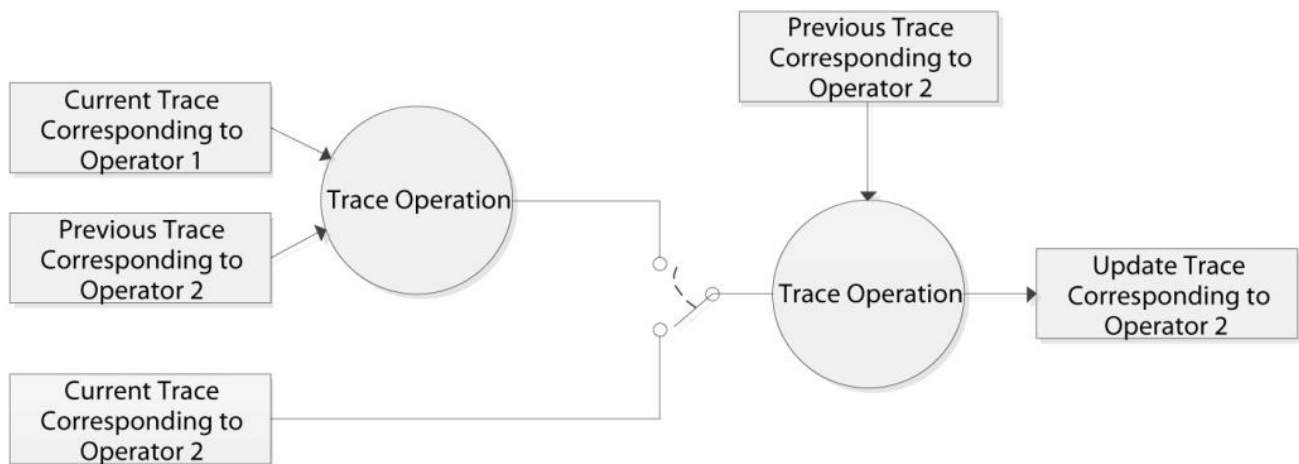 Current Trace
Corresponding to
Operator 1
Previous Trace
Corresponding to
Operator 2
Current Trace
Corresponding to
Operator 2
Trace Operation
Previous Trace
Corresponding to
Operator 2
Trace Operation
Update Trace
Corresponding to
Operator 2